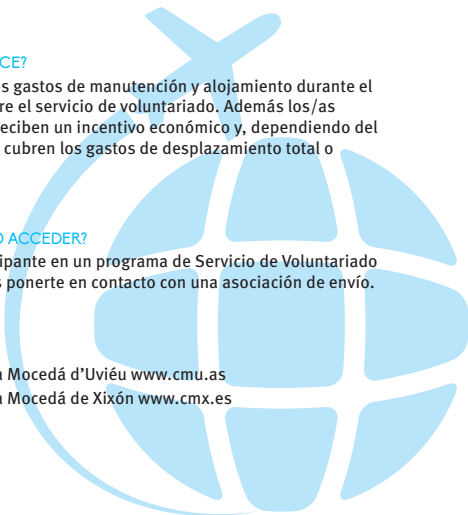 CE?
s gastos de manutención y alojamiento durante el
re el servicio de voluntariado. Además los/as
eciben un incentivo económico y, dependiendo del
cubren los gastos de desplazamiento total o
O ACCEDER?
ipante en un programa de Servicio de Voluntariado
s ponerte en contacto con una asociación de envío.
a Mocedá d’Uviéu www.cmu.as
a Mocedá de Xixón www.cmx.es